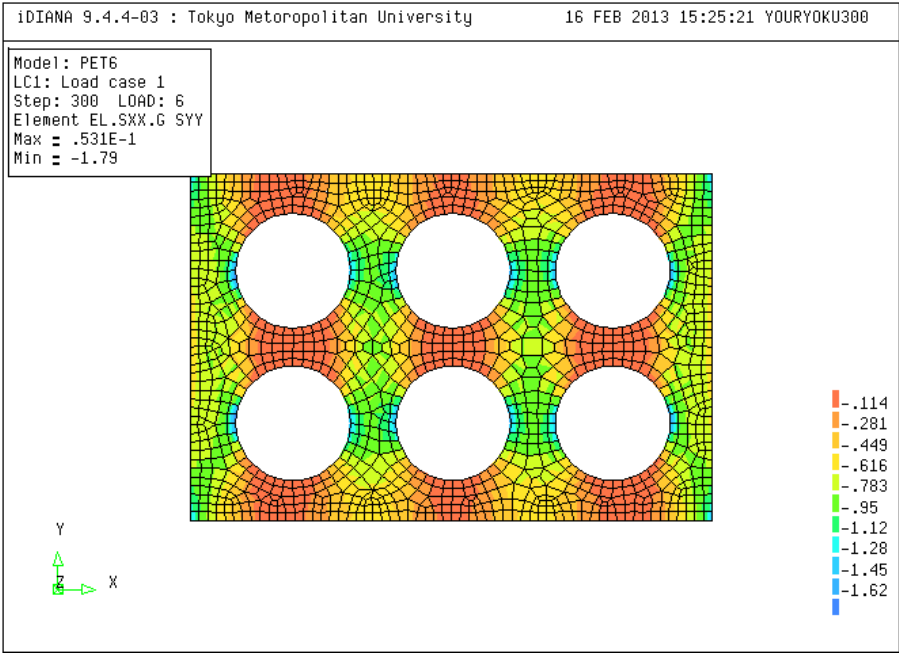 iDIANA 9.4.4-03 : Tokyo Metoropolitan University 16 FEB 2013 15:25:21 YOURYOKU300
Model: PET6
LC1: Load case 1
Step: 300 LOAD: 6
Element EL.SXX.G SYY
Max = .531E-1
Min = -1.79
-.114
-.281
-.449
-.616
-.783
-.95
-1.12
-1.28
-1.45
-1.62
Y
Z X